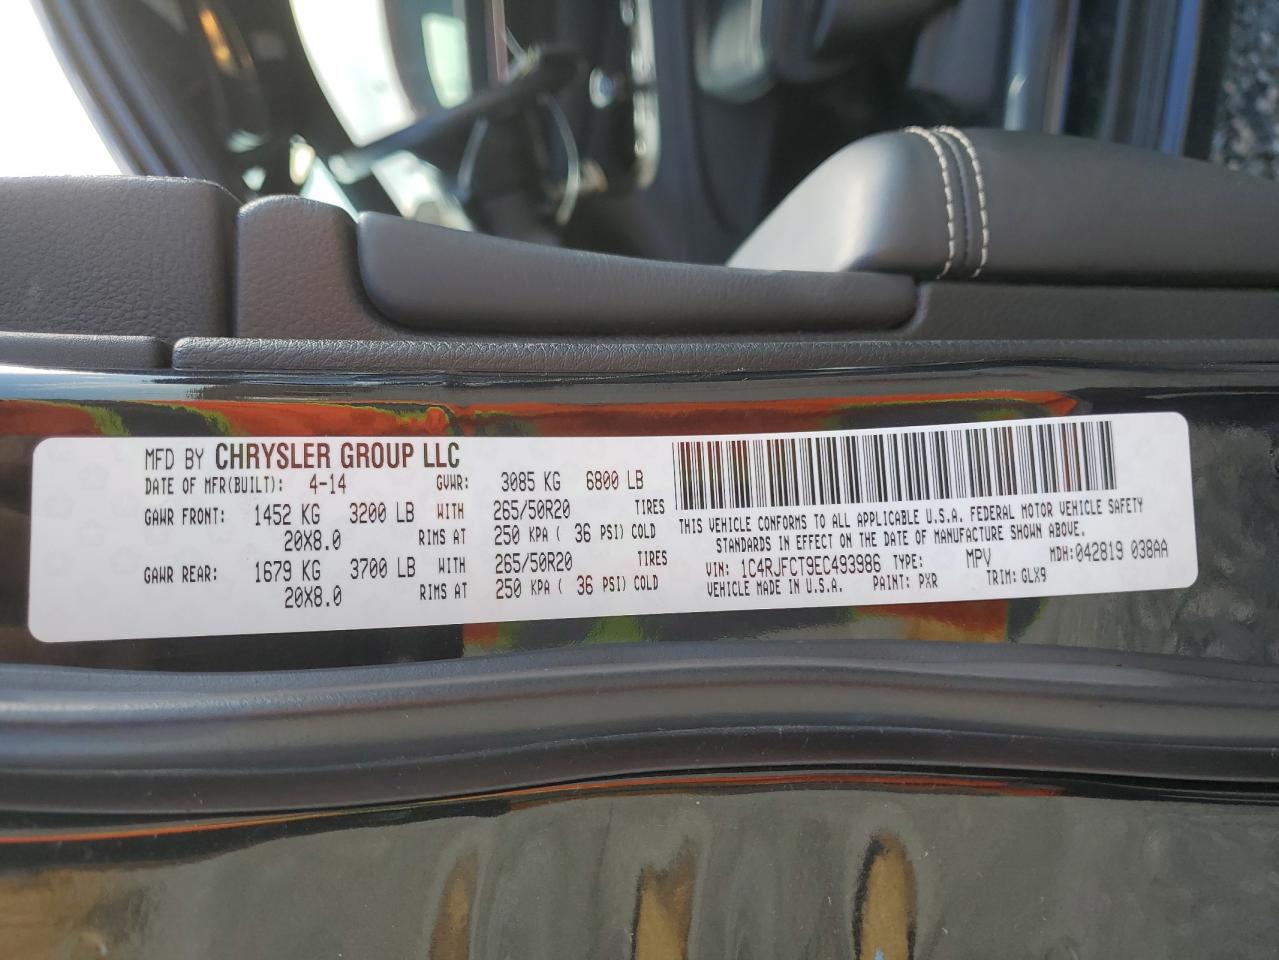 MFD BY CHRYSLER GROUP LLC
DATE OF MFR(BUILT): 4-14 GVWR: 3085 KG 6800 LB
GAWR FRONT: 1452 KG 3200 LB WITH 265/50R20 TIRES
20X8.0 RIMS AT 250 KPA ( 36 PSI) COLD
GAWR REAR: 1679 KG 3700 LB WITH 265/50R20 TIRES
20X8.0 RIMS AT 250 KPA ( 36 PSI) COLD
THIS VEHICLE CONFORMS TO ALL APPLICABLE U.S.A. FEDERAL MOTOR VEHICLE SAFETY
STANDARDS IN EFFECT ON THE DATE OF MANUFACTURE SHOWN ABOVE.
VIN: 1C4RJFCT9EC493986 TYPE: MPV MDH:042819 038AA
VEHICLE MADE IN U.S.A. PAINT: PXR TRIM: GLX9